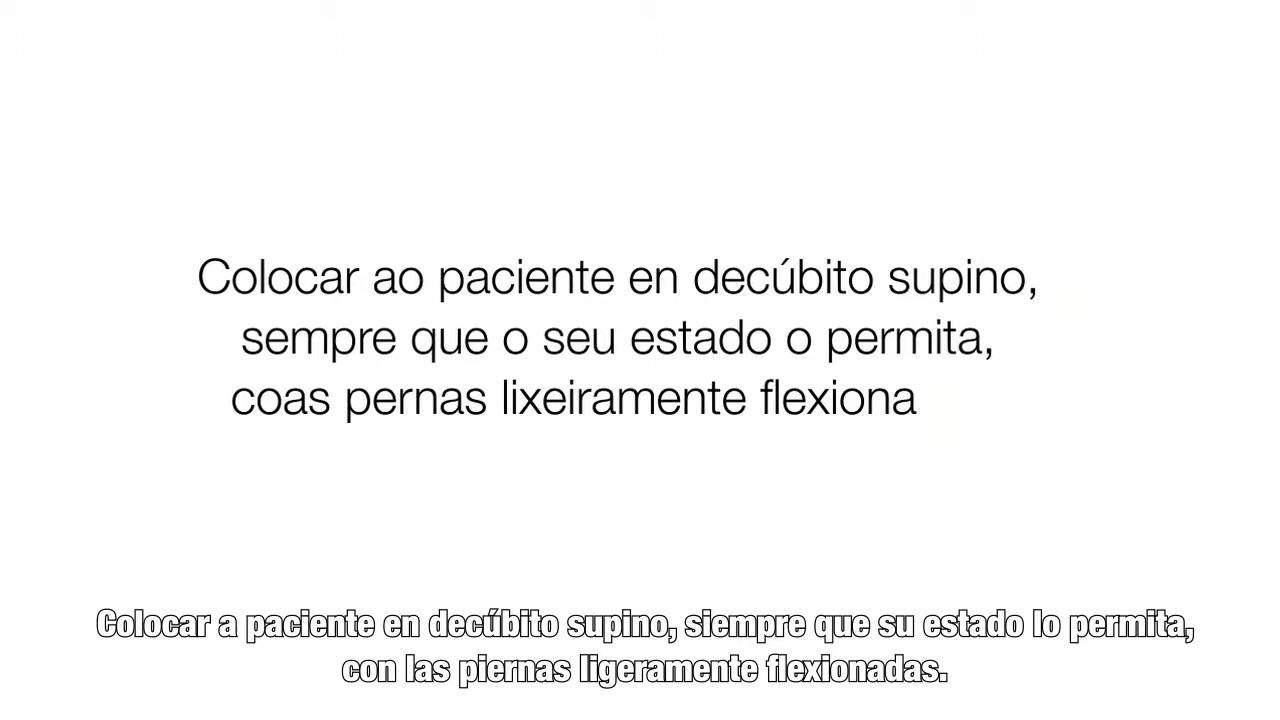 Colocar ao paciente en decúbito supino,
sempre que o seu estado o permita,
coas pernas lixeiramente flexiona
Colocar a paciente en decúbito supino, siempre que su estado lo permita,
con las piernas ligeramente flexionadas.